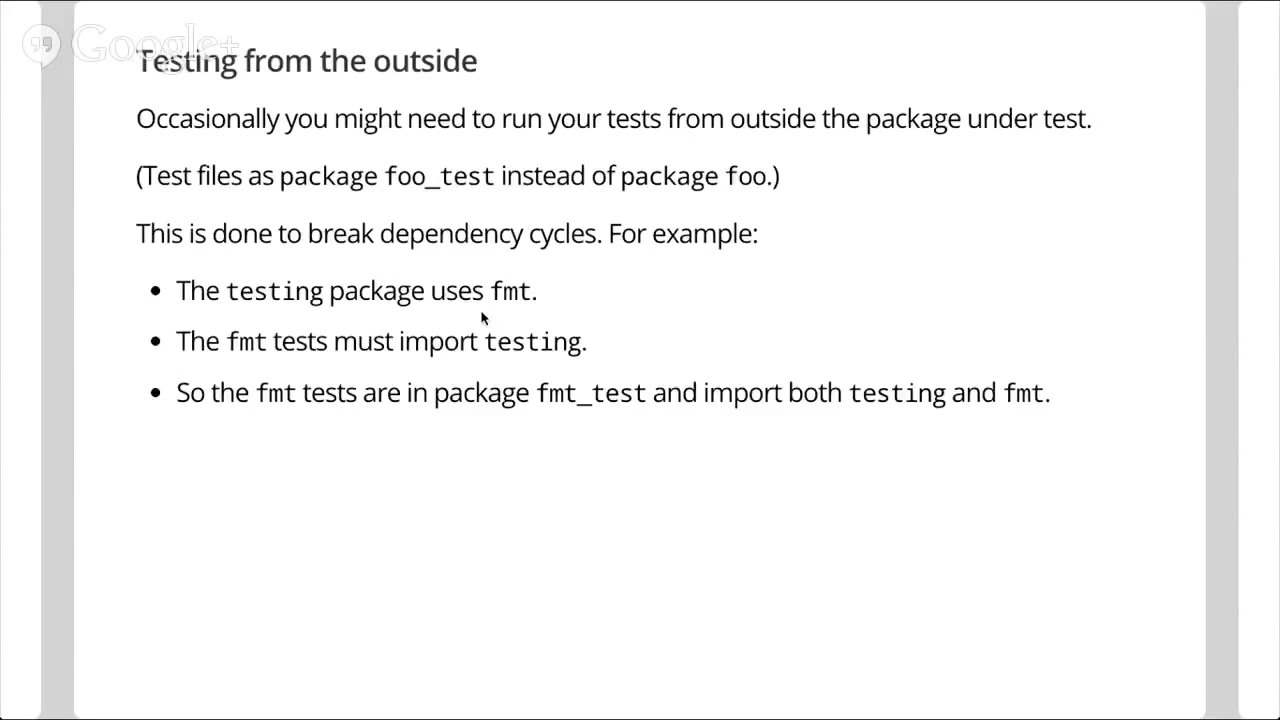 Google+
Testing from the outside
Occasionally you might need to run your tests from outside the package under test.
(Test files as package foo_test instead of package foo.)
This is done to break dependency cycles. For example:
• The testing package uses fmt.
• The fmt tests must import testing.
• So the fmt tests are in package fmt_test and import both testing and fmt.